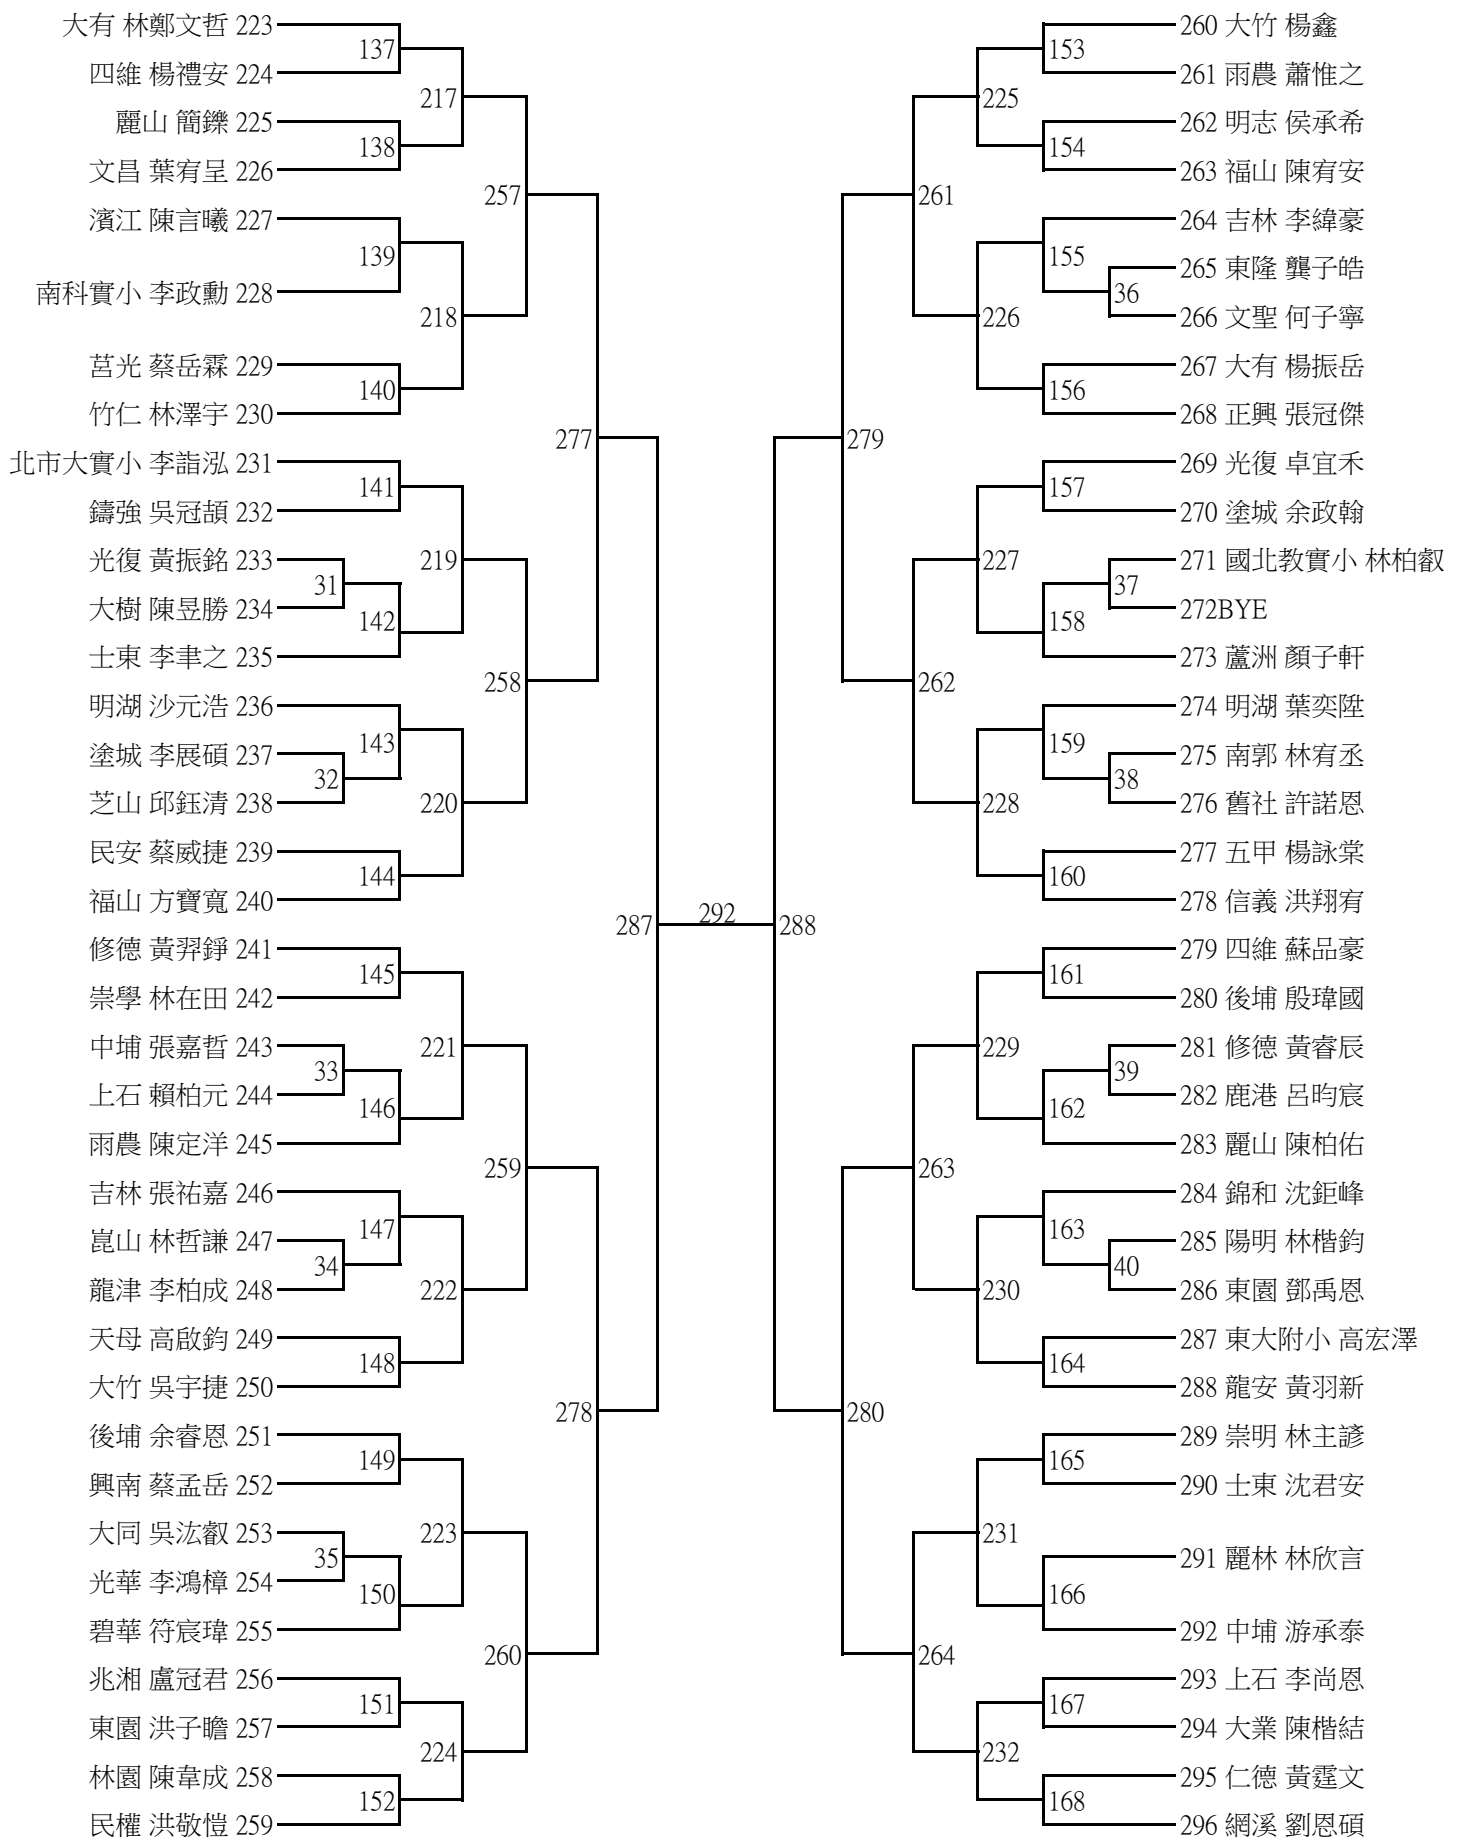 大有 林鄭文哲 223
137
四維 楊禮安 224
217
麗山 簡鑠 225
138
文昌 葉宥呈 226
257
濱江 陳言曦 227
139
南科實小 李政勳 228
218
莒光 蔡岳霖 229
140
竹仁 林澤宇 230
277
北市大實小 李詣泓 231
141
鑄強 吳冠頡 232
219
光復 黃振銘 233
31
大樹 陳昱勝 234
142
士東 李聿之 235
258
明湖 沙元浩 236
143
塗城 李展碩 237
32
芝山 邱鈺清 238
220
民安 蔡威捷 239
144
福山 方寶寬 240
287
292
修德 黃羿錚 241
145
崇學 林在田 242
221
中埔 張嘉晢 243
33
上石 賴柏元 244
146
雨農 陳定洋 245
259
吉林 張祐嘉 246
147
崑山 林哲謙 247
34
龍津 李柏成 248
222
天母 高啟鈞 249
148
大竹 吳宇捷 250
278
後埔 余睿恩 251
149
興南 蔡孟岳 252
223
大同 吳汯叡 253
35
光華 李鴻樟 254
150
碧華 符宸瑋 255
260
兆湘 盧冠君 256
151
東園 洪子瞻 257
224
林園 陳韋成 258
152
民權 洪敬愷 259
260 大竹 楊鑫
153
261 雨農 蕭惟之
225
262 明志 侯承希
154
263 福山 陳宥安
261
264 吉林 李緯豪
155
265 東隆 龔子皓
36
266 文聖 何子寧
226
267 大有 楊振岳
156
268 正興 張冠傑
279
269 光復 卓宜禾
157
270 塗城 余政翰
227
271 國北教實小 林柏叡
37
272BYE
158
273 蘆洲 顏子軒
262
274 明湖 葉奕陞
159
275 南郭 林宥丞
38
276 舊社 許諾恩
228
277 五甲 楊詠棠
160
278 信義 洪翔宥
288
279 四維 蘇品豪
161
280 後埔 殷瑋國
229
281 修德 黃睿辰
39
282 鹿港 呂昀宸
162
283 麗山 陳柏佑
263
284 錦和 沈鉅峰
163
285 陽明 林楷鈞
40
286 東園 鄧禹恩
230
287 東大附小 高宏澤
164
288 龍安 黃羽新
280
289 崇明 林主諺
165
290 士東 沈君安
231
291 麗林 林欣言
166
292 中埔 游承泰
264
293 上石 李尚恩
167
294 大業 陳楷結
232
295 仁德 黃霆文
168
296 網溪 劉恩碩